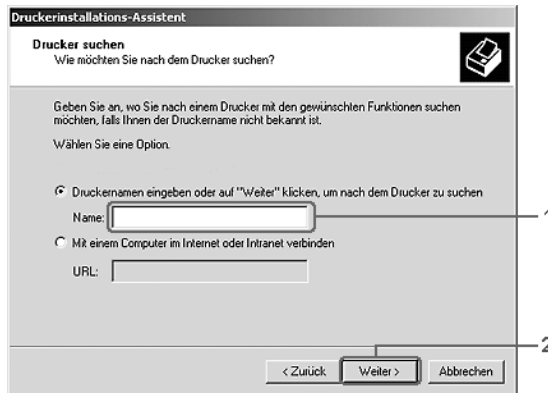 Druckerinstallations-Assistent
Drucker suchen
Wie möchten Sie nach dem Drucker suchen?
Geben Sie an, wo Sie nach einem Drucker mit den gewünschten Funktionen suchen
möchten, falls Ihnen der Druckername nicht bekannt ist.
Wählen Sie eine Option.
Druckernamen eingeben oder auf "Weiter" klicken, um nach dem Drucker zu suchen
Name:
1
Mit einem Computer im Internet oder Intranet verbinden
URL:
2
< Zurück
Weiter >
Abbrechen